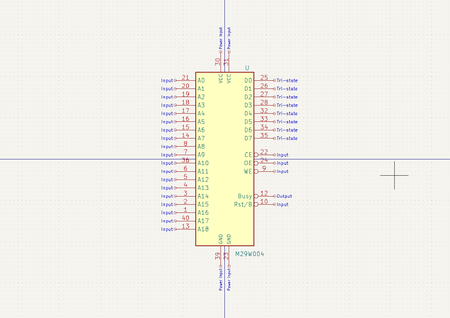 Power Input
Power Input
30 31
U
VCC VCC
Input 21 A0 D0 25 Tri-state
Input 20 A1 D1 26 Tri-state
Input 19 A2 D2 27 Tri-state
Input 18 A3 D3 28 Tri-state
Input 17 A4 D4 32 Tri-state
Input 16 A5 D5 33 Tri-state
Input 15 A6 D6 34 Tri-state
Input 14 A7 D7 35 Tri-state
Input 8 A8
Input 7 A9 CE 22 Input
Input 36 A10 OE 24 Input
Input 6 A11 WE 9 Input
Input 5 A12
Input 4 A13
Input 3 A14 Busy 12 Output
Input 2 A15 Rst/B 10 Input
Input 1 A16
Input 40 A17
Input 13 A18
GND GND
M29W004
39 23
Power Input
Power Input